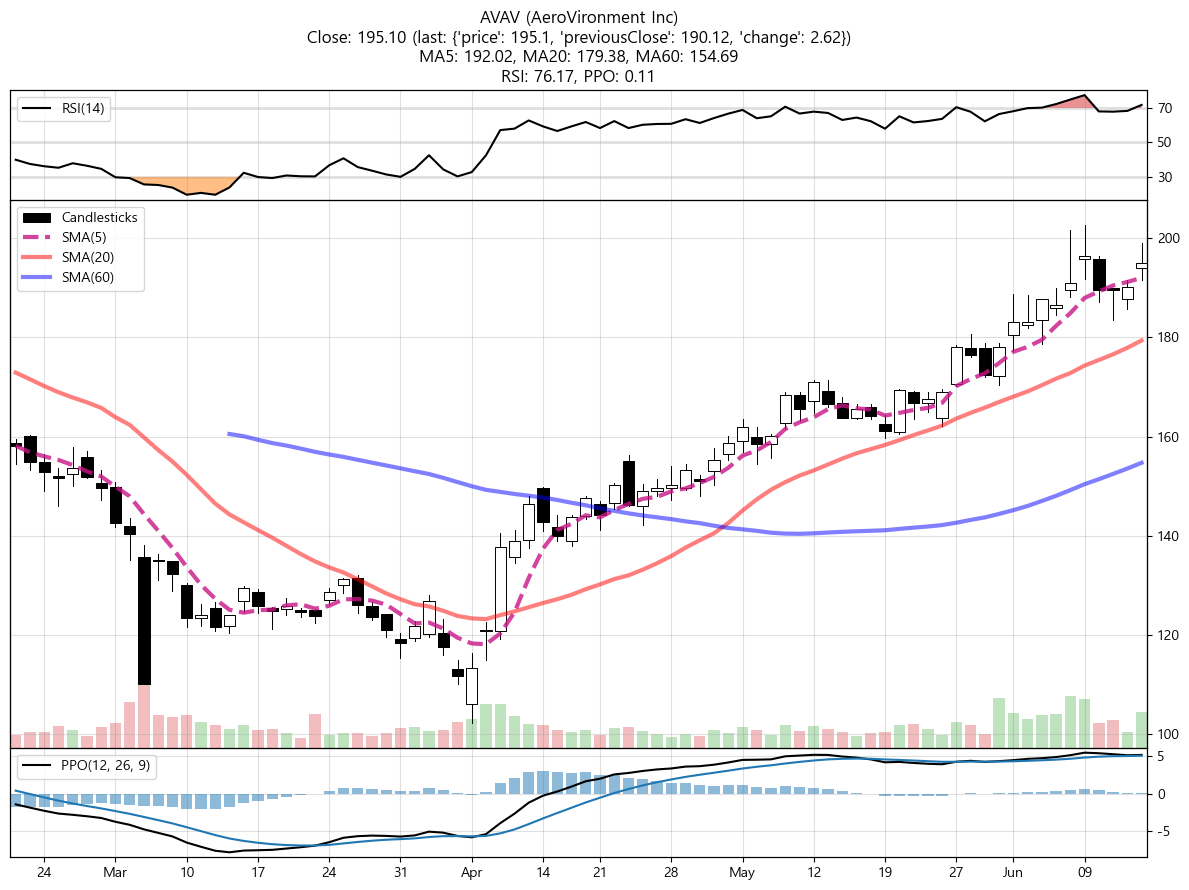 AVAV (AeroVironment Inc)
Close: 195.10 (last: {'price': 195.1, 'previousClose': 190.12, 'change': 2.62})
MA5: 192.02, MA20: 179.38, MA60: 154.69
RSI: 76.17, PPO: 0.11
RSI(14)
70
50
30
Candlesticks
SMA(5)
SMA(20)
SMA(60)
200
180
160
140
120
100
PPO(12, 26, 9)
5
0
-5
24 Mar 10 17 24 31 Apr 14 21 28 May 12 19 27 Jun 09